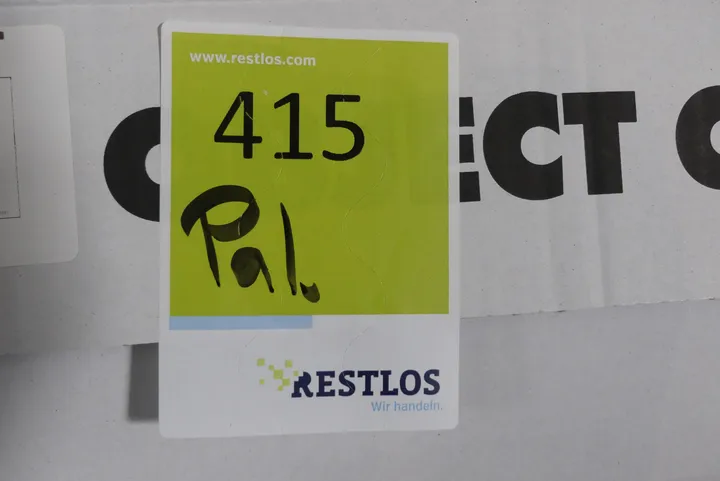 www.restlos.com
415
Pal.
RESTLOS
Wir handeln.
ECT